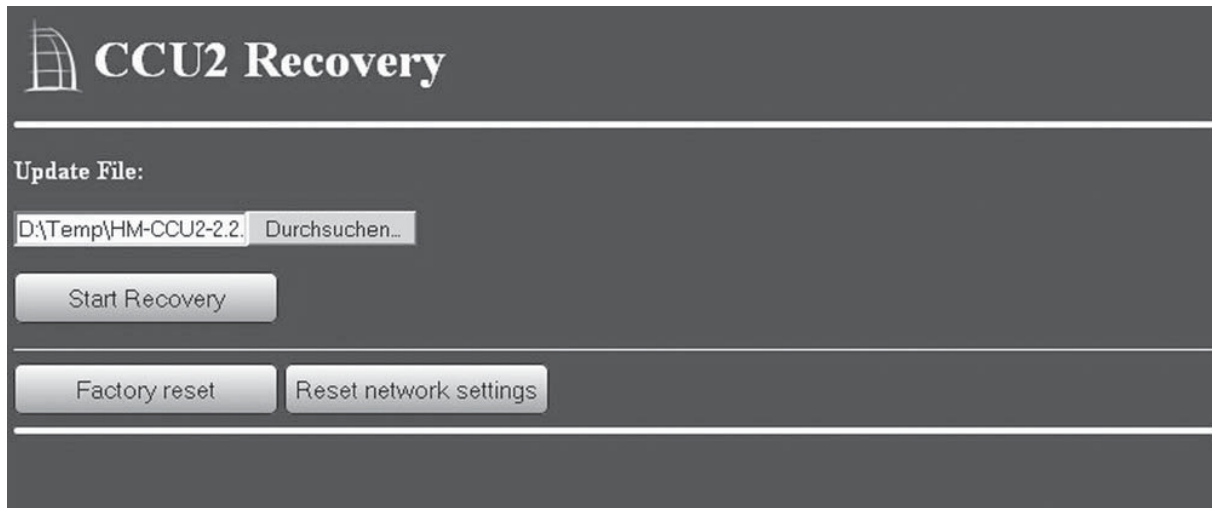 CCU2 Recovery
Update File:
D:\Temp\HM-CCU2-2.2. Durchsuchen...
Start Recovery
Factory reset Reset network settings